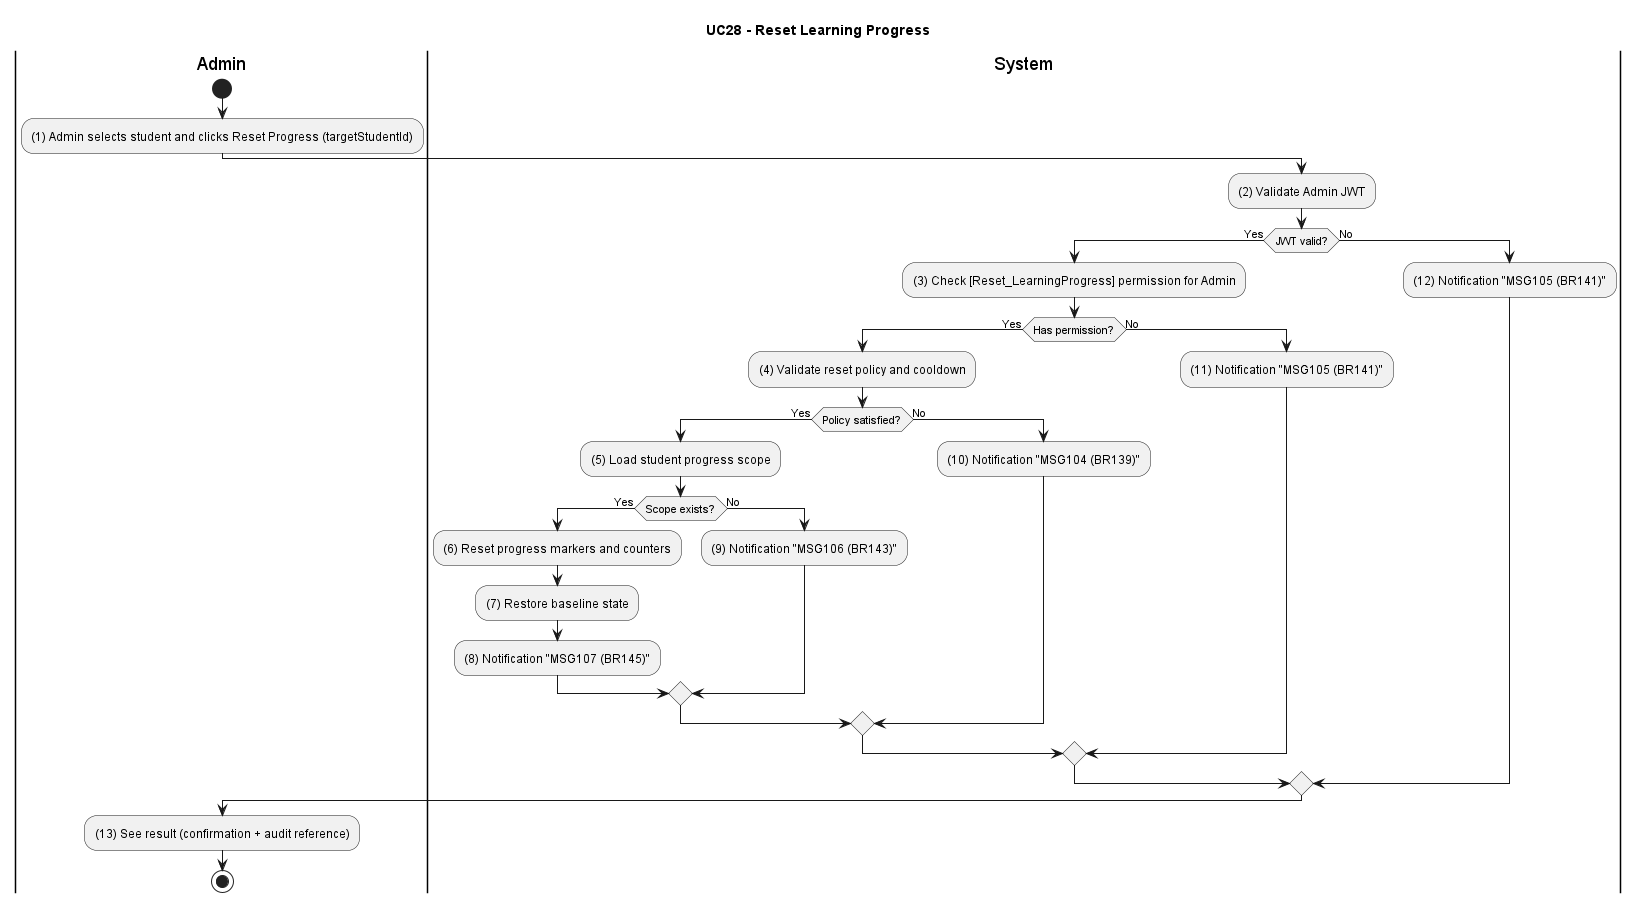 UC28 - Reset Learning Progress
Admin
System
(1) Admin selects student and clicks Reset Progress (targetStudentId)
(2) Validate Admin JWT
Yes
JWT valid?
No
(3) Check [Reset_LearningProgress] permission for Admin
(12) Notification "MSG105 (BR141)"
Yes
Has permission?
No
(4) Validate reset policy and cooldown
(11) Notification "MSG105 (BR141)"
Yes
Policy satisfied?
No
(5) Load student progress scope
(10) Notification "MSG104 (BR139)"
Yes
Scope exists?
No
(6) Reset progress markers and counters
(9) Notification "MSG106 (BR143)"
(7) Restore baseline state
(8) Notification "MSG107 (BR145)"
(13) See result (confirmation + audit reference)